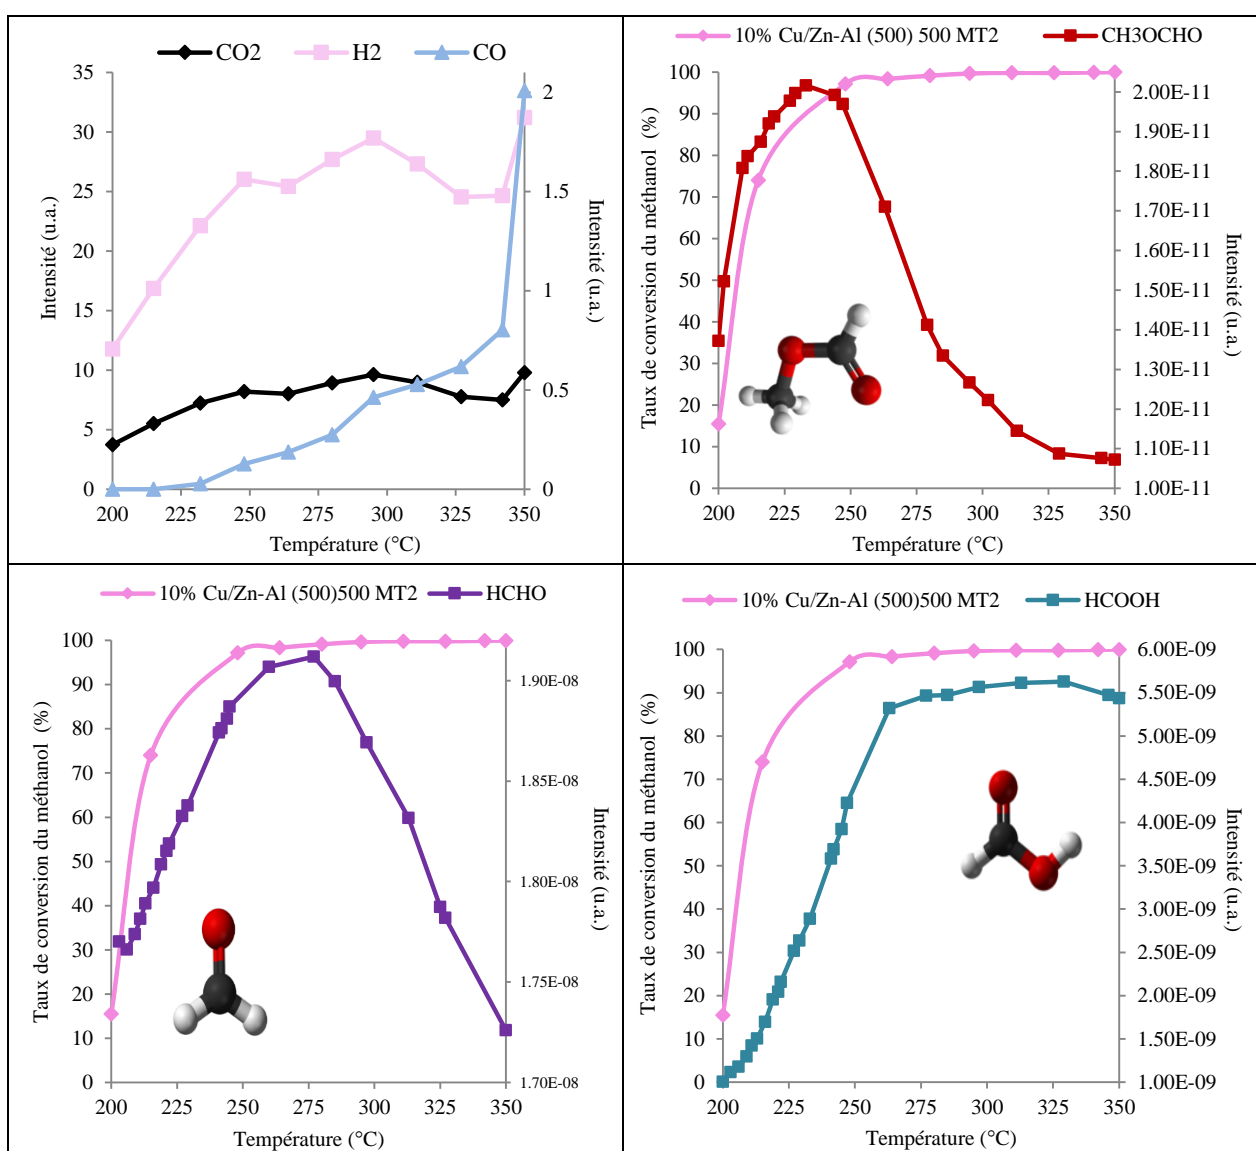 CO2 H2 CO
35
30
25
20
15
10
5
0
Intensité (u.a.)
2
1.5
1
0.5
0
Intensité (u.a.)
200 225 250 275 300 325 350
Température (°C)
10% Cu/Zn-Al (500) 500 MT2 CH3OCHO
100
90
80
70
60
50
40
30
20
10
0
Taux de conversion du méthanol (%)
2.00E-11
1.90E-11
1.80E-11
1.70E-11
1.60E-11
1.50E-11
1.40E-11
1.30E-11
1.20E-11
1.10E-11
1.00E-11
Intensité (u.a.)
200 225 250 275 300 325 350
Température (°C)
10% Cu/Zn-Al (500)500 MT2 HCHO
100
90
80
70
60
50
40
30
20
10
0
Taux de conversion du méthanol (%)
1.90E-08
1.85E-08
1.80E-08
1.75E-08
1.70E-08
Intensité (u.a.)
200 225 250 275 300 325 350
Température (°C)
10% Cu/Zn-Al (500)500 MT2 HCOOH
100
90
80
70
60
50
40
30
20
10
0
Taux de conversion du méthanol (%)
6.00E-09
5.50E-09
5.00E-09
4.50E-09
4.00E-09
3.50E-09
3.00E-09
2.50E-09
2.00E-09
1.50E-09
1.00E-09
Intensité (u.a.)
200 225 250 275 300 325 350
Température (°C)